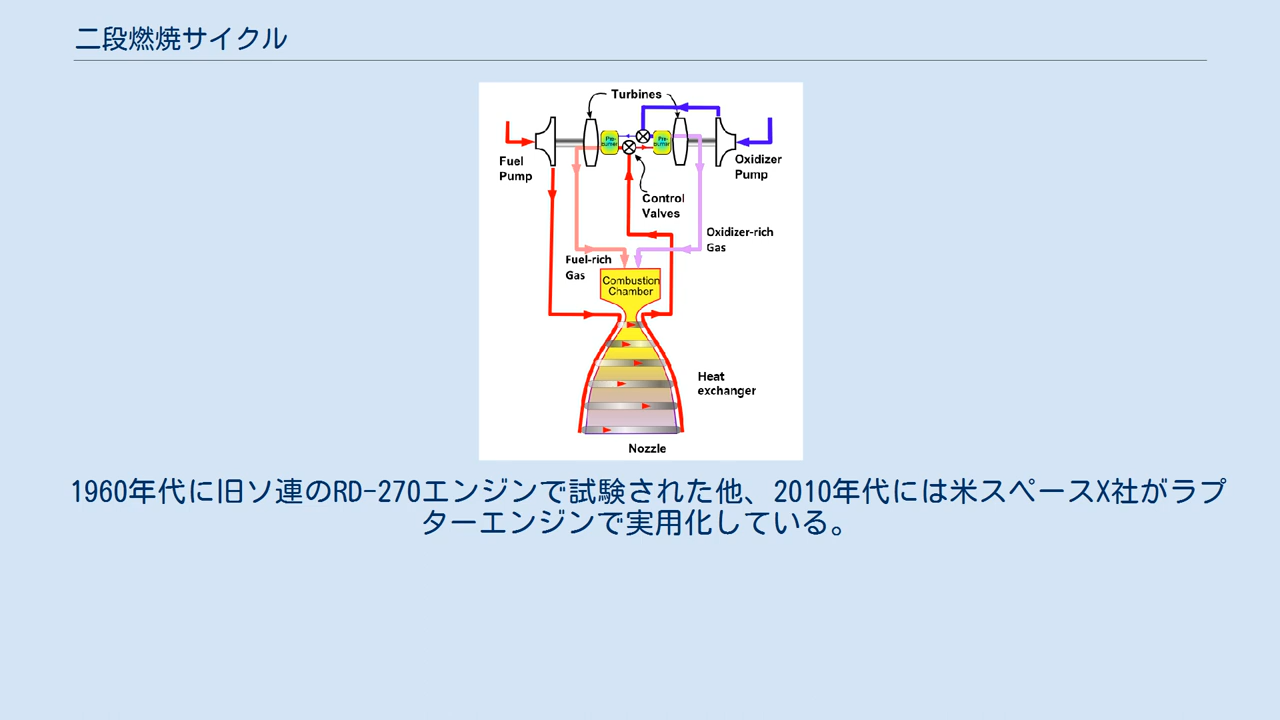 二段燃焼サイクル
Turbines
Fuel
Pump
Pre-
burner
Pre-
burner
Oxidizer
Pump
Control
Valves
Oxidizer-rich
Gas
Fuel-rich
Gas
Combustion
Chamber
Heat
exchanger
Nozzle
1960年代に旧ソ連のRD-270エンジンで試験された他、2010年代には米スペースX社がラプ
ターエンジンで実用化している。